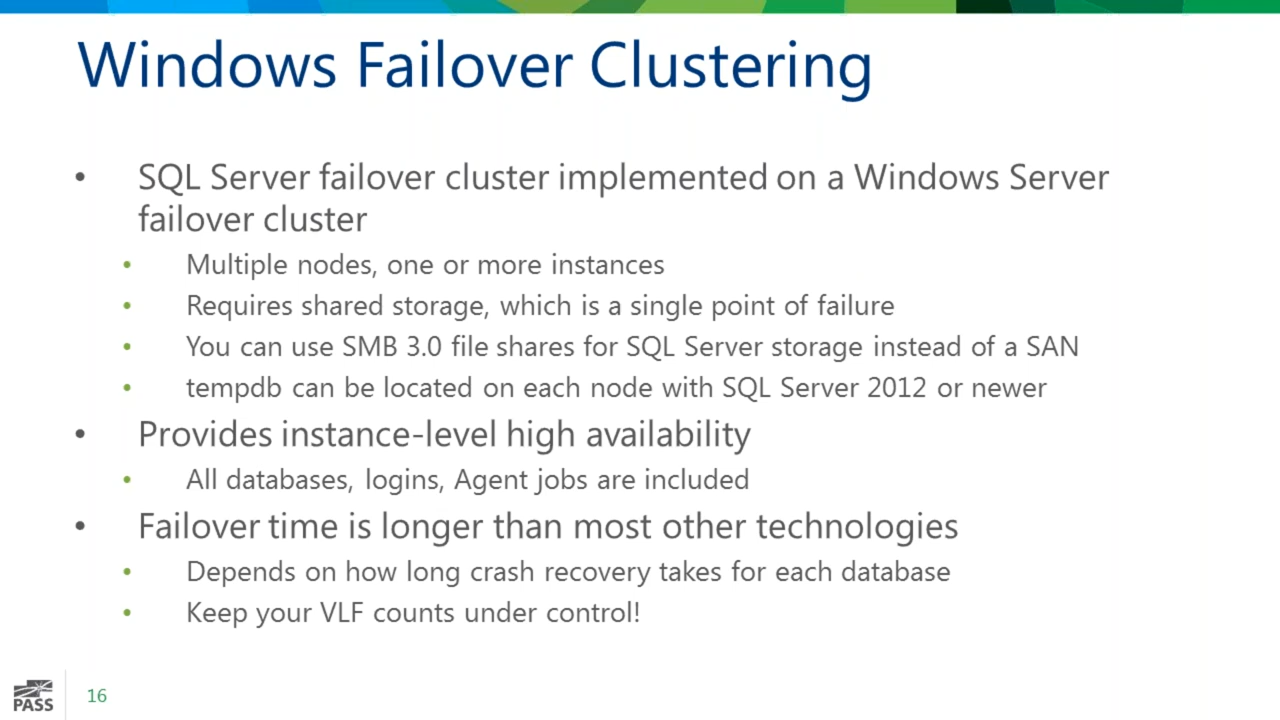 Windows Failover Clustering
• SQL Server failover cluster implemented on a Windows Server
failover cluster
• Multiple nodes, one or more instances
• Requires shared storage, which is a single point of failure
• You can use SMB 3.0 file shares for SQL Server storage instead of a SAN
• tempdb can be located on each node with SQL Server 2012 or newer
• Provides instance-level high availability
• All databases, logins, Agent jobs are included
• Failover time is longer than most other technologies
• Depends on how long crash recovery takes for each database
• Keep your VLF counts under control!
PASS
16